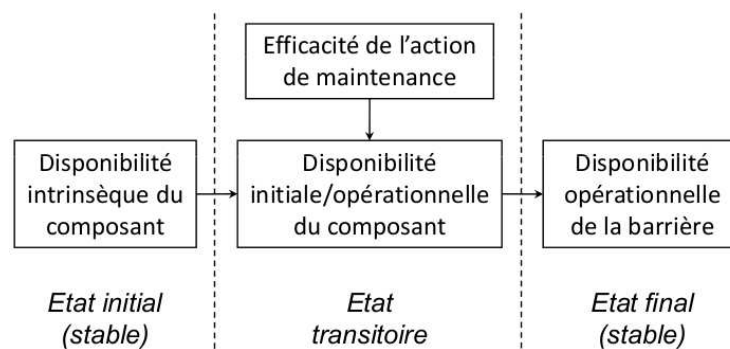 Efficacité de l'action
de maintenance
Disponibilité
intrinsèque du
composant
Disponibilité
initiale/opérationnelle
du composant
Disponibilité
opérationnelle
de la barrière
Etat initial
(stable)
Etat
transitoire
Etat final
(stable)